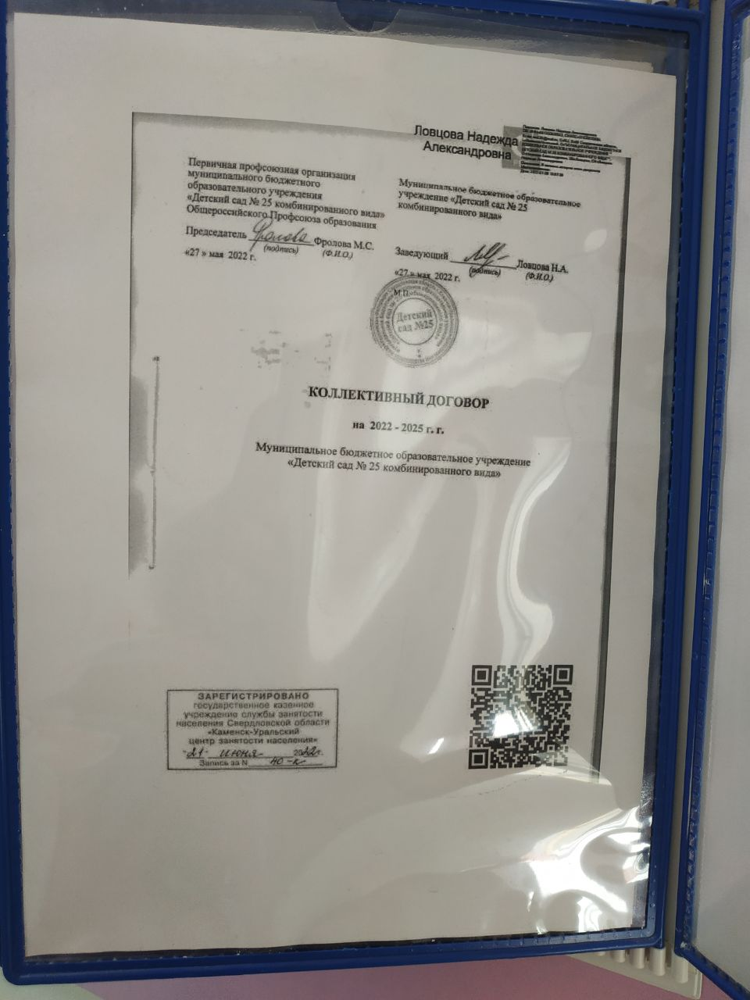 Ловцова Надежда
Александровна
Первичная профсоюзная организация
муниципального бюджетного
образовательного учреждения
«Детский сад № 25 комбинированного вида»
Общероссийского Профсоюза образования
Председатель Фролова Фролова М.С.
(подпись) (Ф.И.О.)
«27 » мая 2022 г.
Муниципальное бюджетное образовательное
учреждение «Детский сад № 25
комбинированного вида»
Заведующий Ловцова Н.А.
(подпись) (Ф.И.О.)
«27 » мая 2022 г.
М.П.
Детский
сад №25
КОЛЛЕКТИВНЫЙ ДОГОВОР
на 2022 - 2025 г. г.
Муниципальное бюджетное образовательное учреждение
«Детский сад № 25 комбинированного вида»
ЗАРЕГИСТРИРОВАНО
государственное казенное
учреждение службы занятости
населения Свердловской области
«Каменск-Уральский
центр занятости населения»
"21" июня 2022г.
Запись за N 40-к